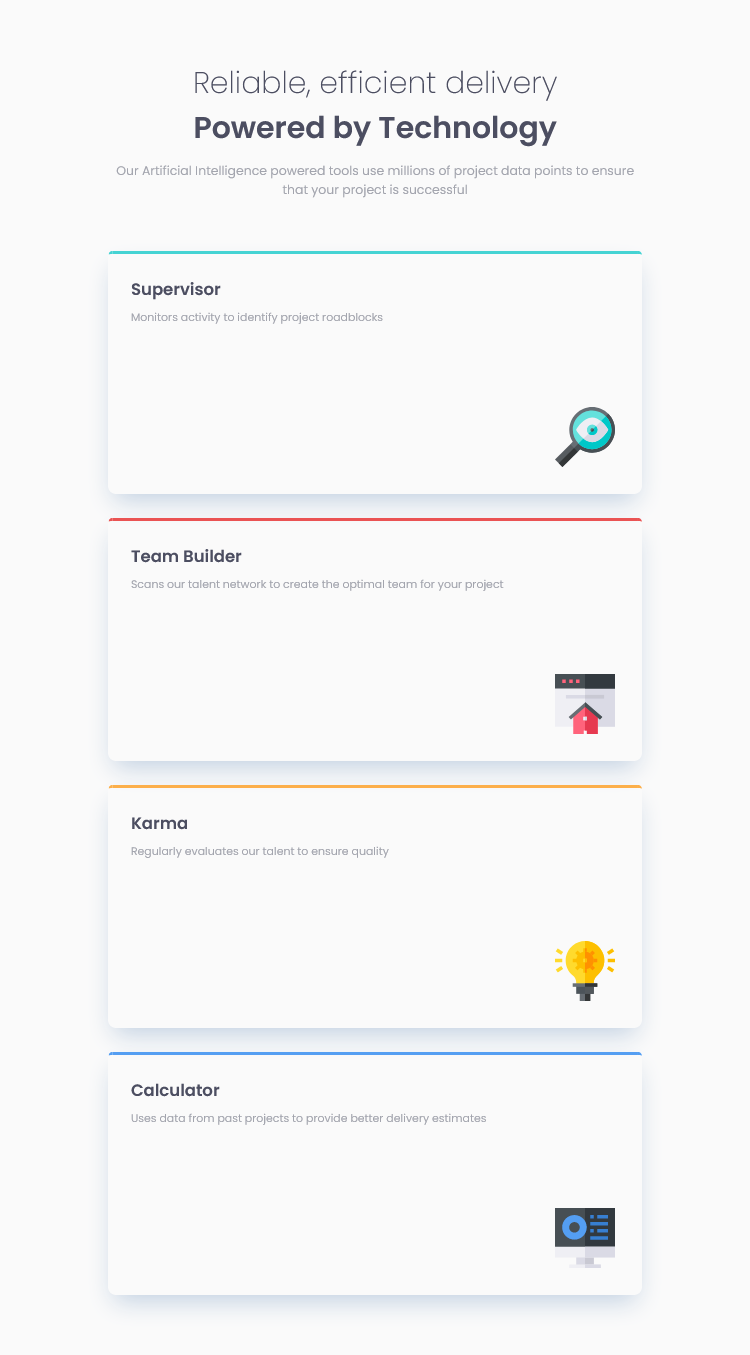 Reliable, efficient delivery
Powered by Technology
Our Artificial Intelligence powered tools use millions of project data points to ensure
that your project is successful
Supervisor
Monitors activity to identify project roadblocks
Team Builder
Scans our talent network to create the optimal team for your project
Karma
Regularly evaluates our talent to ensure quality
Calculator
Uses data from past projects to provide better delivery estimates